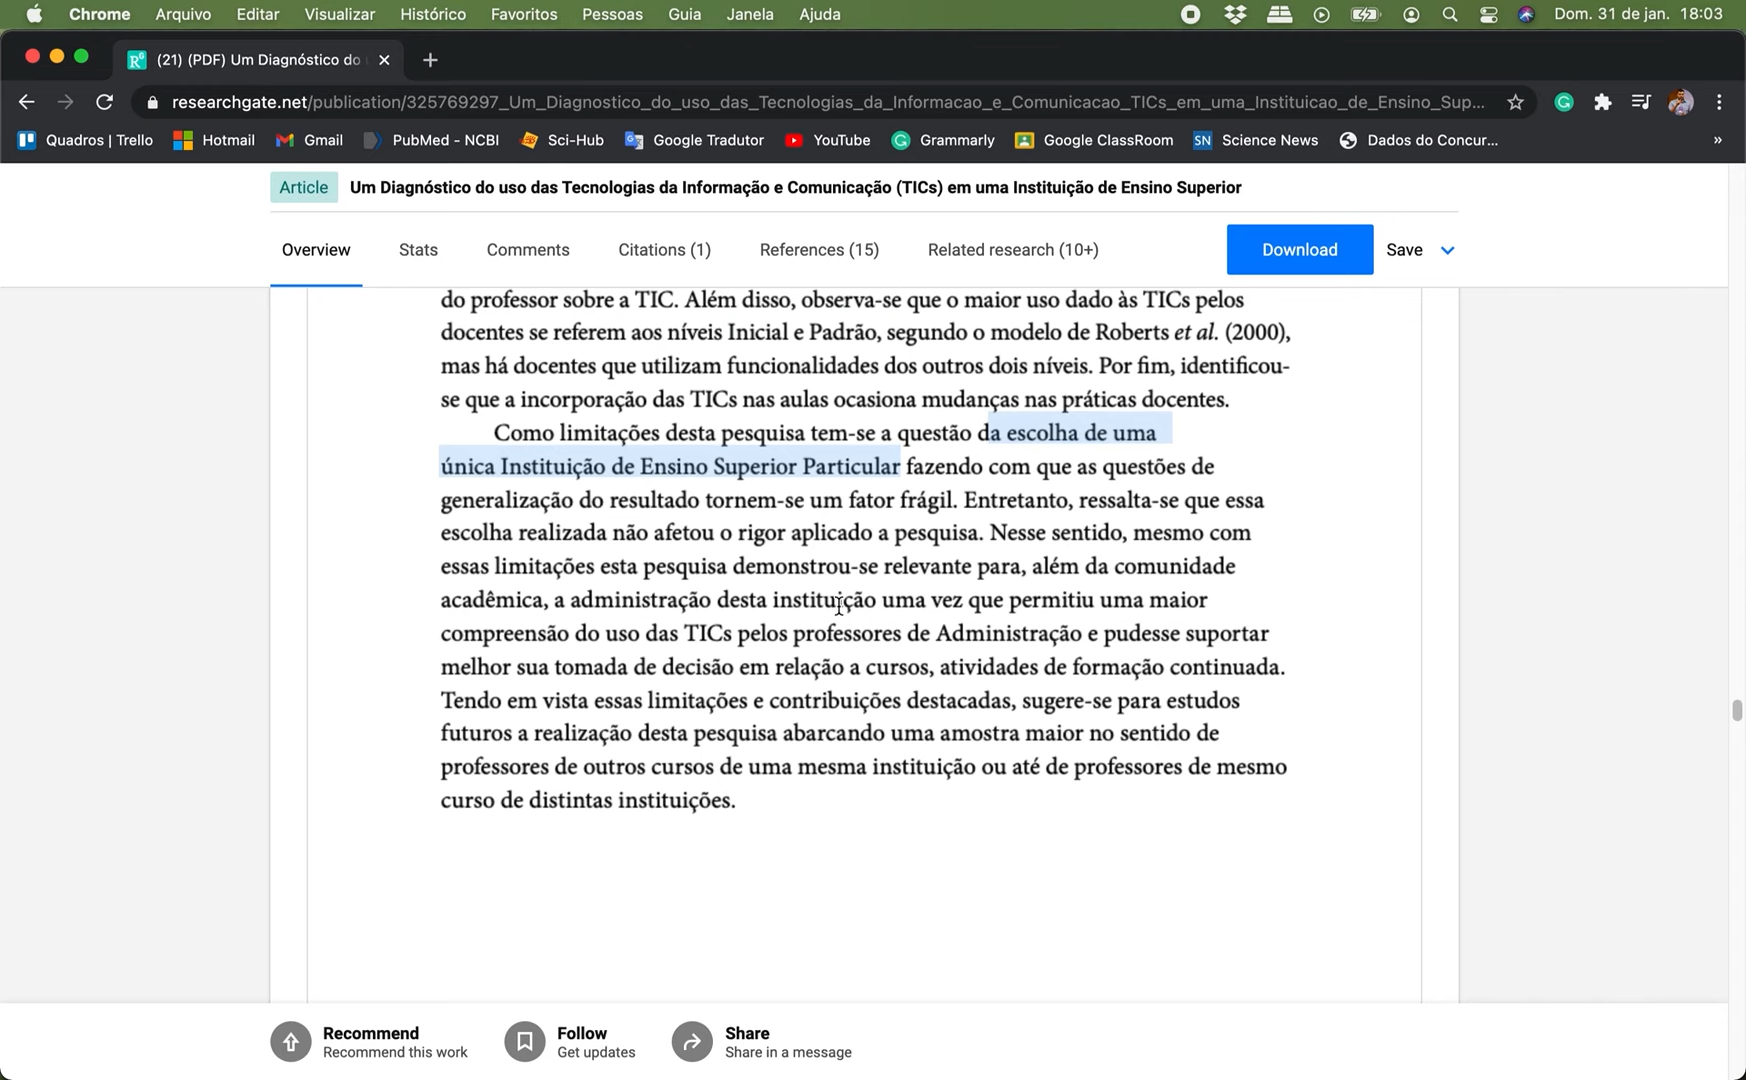 Chrome Arquivo Editar Visualizar Histórico Favoritos Pessoas Guia Janela Ajuda Dom. 31 de jan. 18:03
(21) (PDF) Um Diagnóstico do
researchgate.net/publication/325769297_Um_Diagnostico_do_uso_das_Tecnologias_da_Informacao_e_Comunicacao_TICs_em_uma_Instituicao_de_Ensino_Sup...
Quadros | Trello Hotmail Gmail PubMed - NCBI Sci-Hub Google Tradutor YouTube Grammarly Google ClassRoom SN Science News Dados do Concur... »
Article Um Diagnóstico do uso das Tecnologias da Informação e Comunicação (TICs) em uma Instituição de Ensino Superior
Overview Stats Comments Citations (1) References (15) Related research (10+) Download Save
do professor sobre a TIC. Além disso, observa-se que o maior uso dado às TICs pelos
docentes se referem aos níveis Inicial e Padrão, segundo o modelo de Roberts et al. (2000),
mas há docentes que utilizam funcionalidades dos outros dois níveis. Por fim, identificou-
se que a incorporação das TICs nas aulas ocasiona mudanças nas práticas docentes.
Como limitações desta pesquisa tem-se a questão da escolha de uma
única Instituição de Ensino Superior Particular fazendo com que as questões de
generalização do resultado tornem-se um fator frágil. Entretanto, ressalta-se que essa
escolha realizada não afetou o rigor aplicado a pesquisa. Nesse sentido, mesmo com
essas limitações esta pesquisa demonstrou-se relevante para, além da comunidade
acadêmica, a administração desta instituição uma vez que permitiu uma maior
compreensão do uso das TICs pelos professores de Administração e pudesse suportar
melhor sua tomada de decisão em relação a cursos, atividades de formação continuada.
Tendo em vista essas limitações e contribuições destacadas, sugere-se para estudos
futuros a realização desta pesquisa abarcando uma amostra maior no sentido de
professores de outros cursos de uma mesma instituição ou até de professores de mesmo
curso de distintas instituições.
Recommend Follow Share
Recommend this work Get updates Share in a message